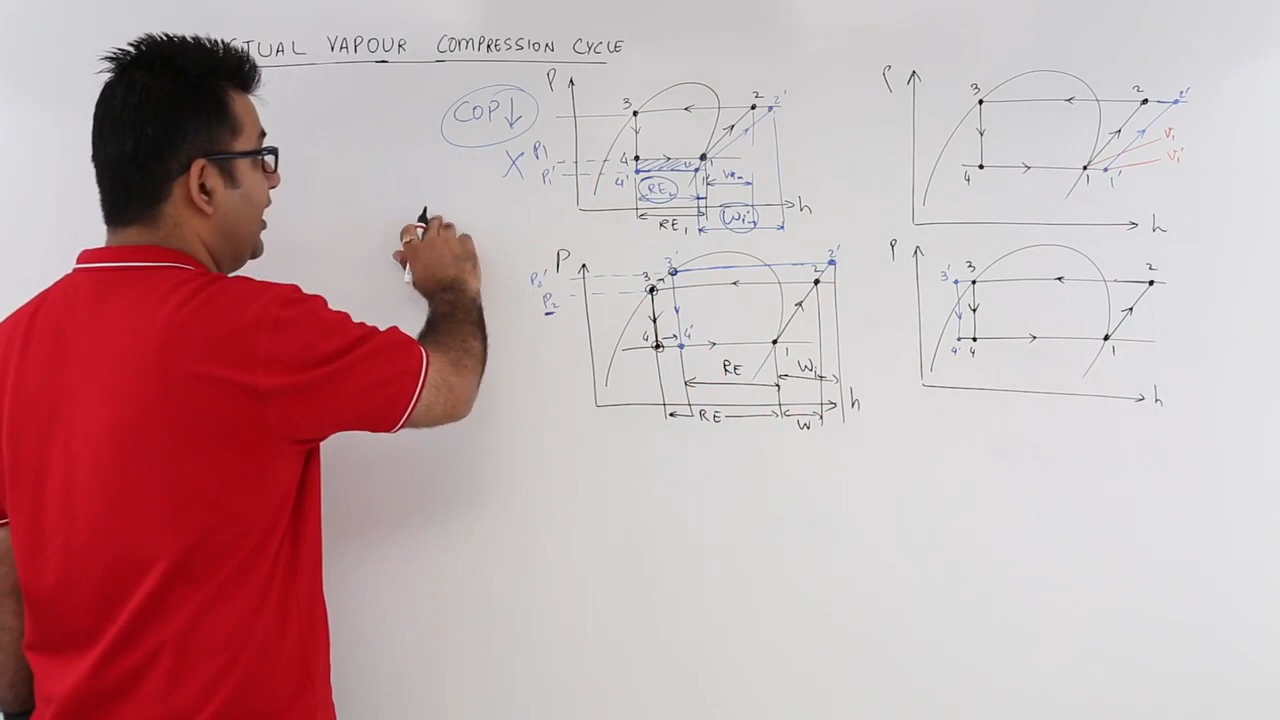 CTUAL VAPOUR COMPRESSION CYCLE
COP↓
X
P
P1
P1'
3
2
2'
4
1
4'
1'
RE
RE1
h
P
3
2
2'
v1
v1'
4
1
1'
h
P
P2'
P2
3'
2'
3
2
4
4'
1
RE
Win
RE
W
h
P
3'
3
2
4'
4
1
h